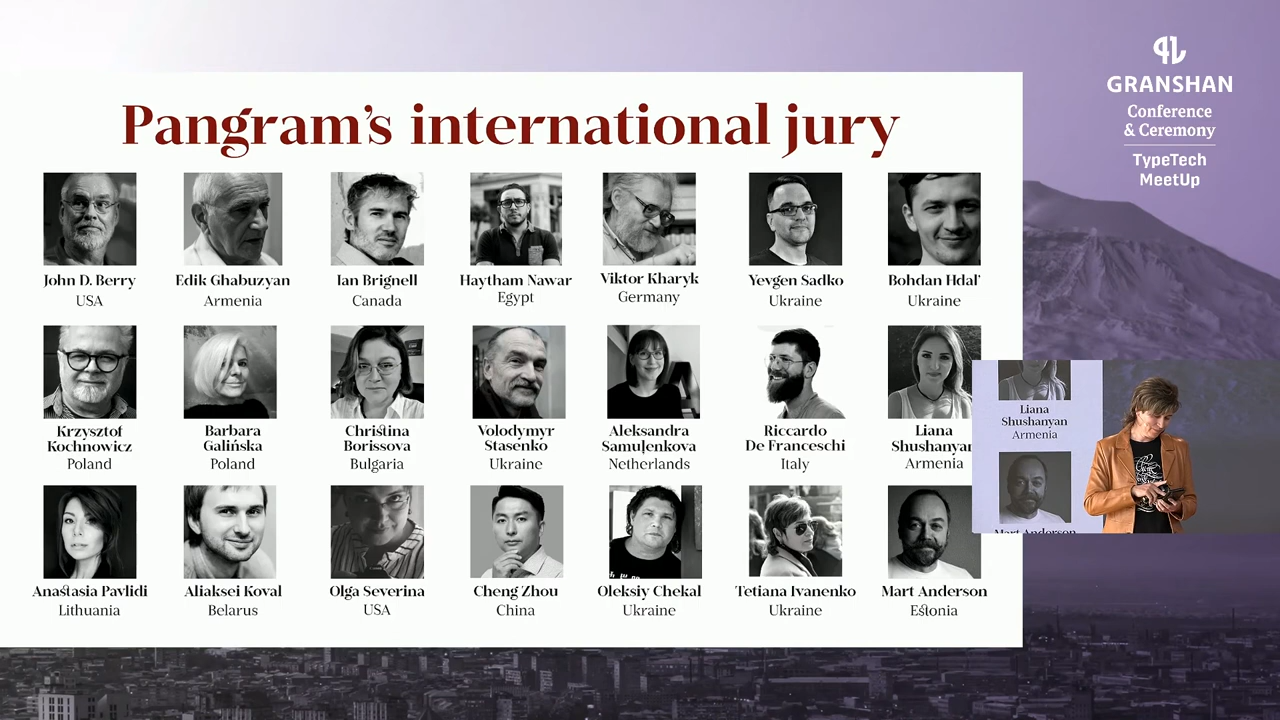 GRANSHAN
Conference
& Ceremony
TypeTech
MeetUp
Pangram's international jury
John D. Berry
USA
Edik Ghabuzyan
Armenia
Ian Brignell
Canada
Haytham Nawar
Egypt
Viktor Kharyk
Germany
Yevgen Sadko
Ukraine
Bohdan Hdal'
Ukraine
Krzysztof
Kochnowicz
Poland
Barbara
Galińska
Poland
Christina
Borissova
Bulgaria
Volodymyr
Stasenko
Ukraine
Aleksandra
Samuļenkova
Netherlands
Riccardo
De Franceschi
Italy
Liana
Shushanyan
Armenia
Anastasia Pavlidi
Lithuania
Aliaksei Koval
Belarus
Olga Severina
USA
Cheng Zhou
China
Oleksiy Chekal
Ukraine
Tetiana Ivanenko
Ukraine
Mart Anderson
Estonia
Liana
Shushanyan
Armenia
Mart Anderson